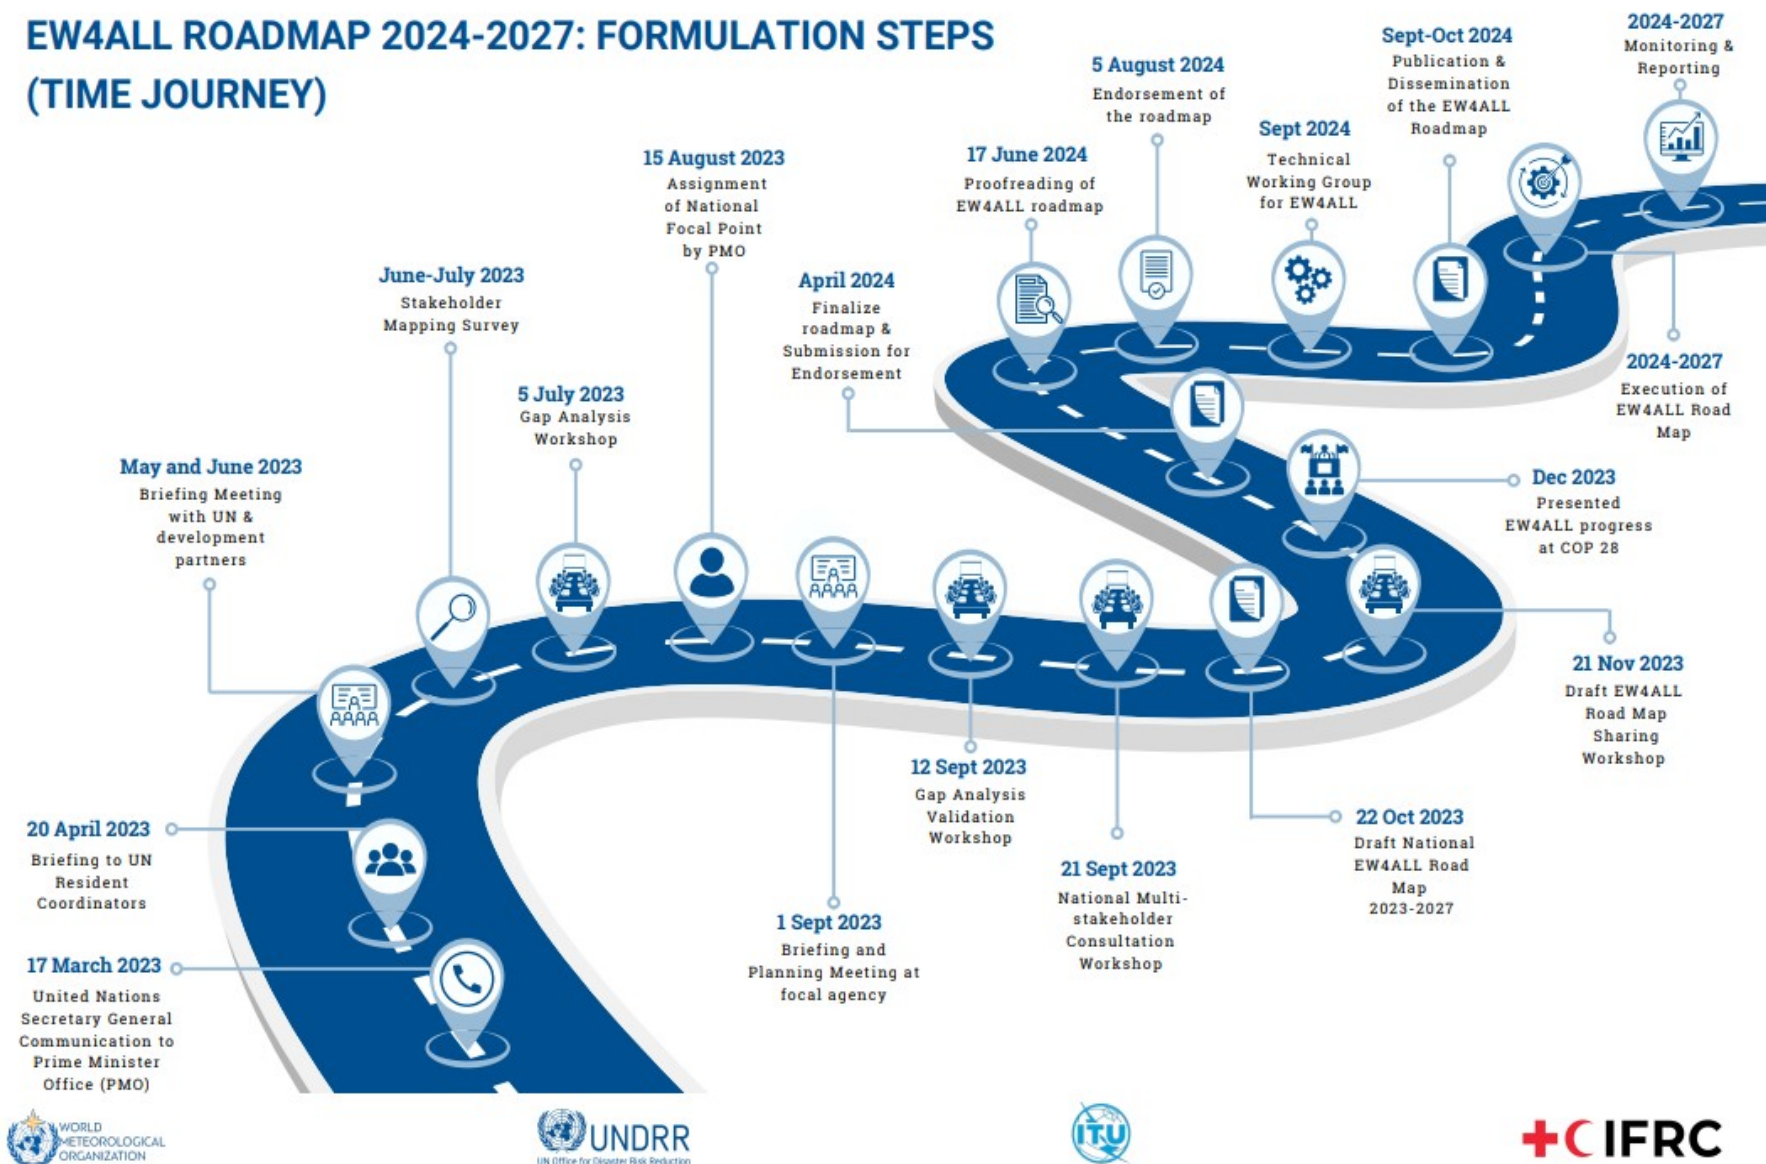 EW4ALL ROADMAP 2024-2027: FORMULATION STEPS
(TIME JOURNEY)
17 March 2023
United Nations
Secretary General
Communication to
Prime Minister
Office (PMO)
20 April 2023
Briefing to UN
Resident
Coordinators
May and June 2023
Briefing Meeting
with UN &
development
partners
June-July 2023
Stakeholder
Mapping Survey
5 July 2023
Gap Analysis
Workshop
15 August 2023
Assignment
of National
Focal Point
by PMO
1 Sept 2023
Briefing and
Planning Meeting at
focal agency
12 Sept 2023
Gap Analysis
Validation
Workshop
21 Sept 2023
National Multi-
stakeholder
Consultation
Workshop
22 Oct 2023
Draft National
EW4ALL Road
Map
2023-2027
21 Nov 2023
Draft EW4ALL
Road Map
Sharing
Workshop
Dec 2023
Presented
EW4ALL progress
at COP 28
April 2024
Finalize
roadmap &
Submission for
Endorsement
17 June 2024
Proofreading of
EW4ALL roadmap
5 August 2024
Endorsement of
the roadmap
Sept 2024
Technical
Working Group
for EW4ALL
Sept-Oct 2024
Publication &
Dissemination
of the EW4ALL
Roadmap
2024-2027
Execution of
EW4ALL Road
Map
2024-2027
Monitoring &
Reporting
WORLD
METEOROLOGICAL
ORGANIZATION
UNDRR
UN Office for Disaster Risk Reduction
ITU
IFRC